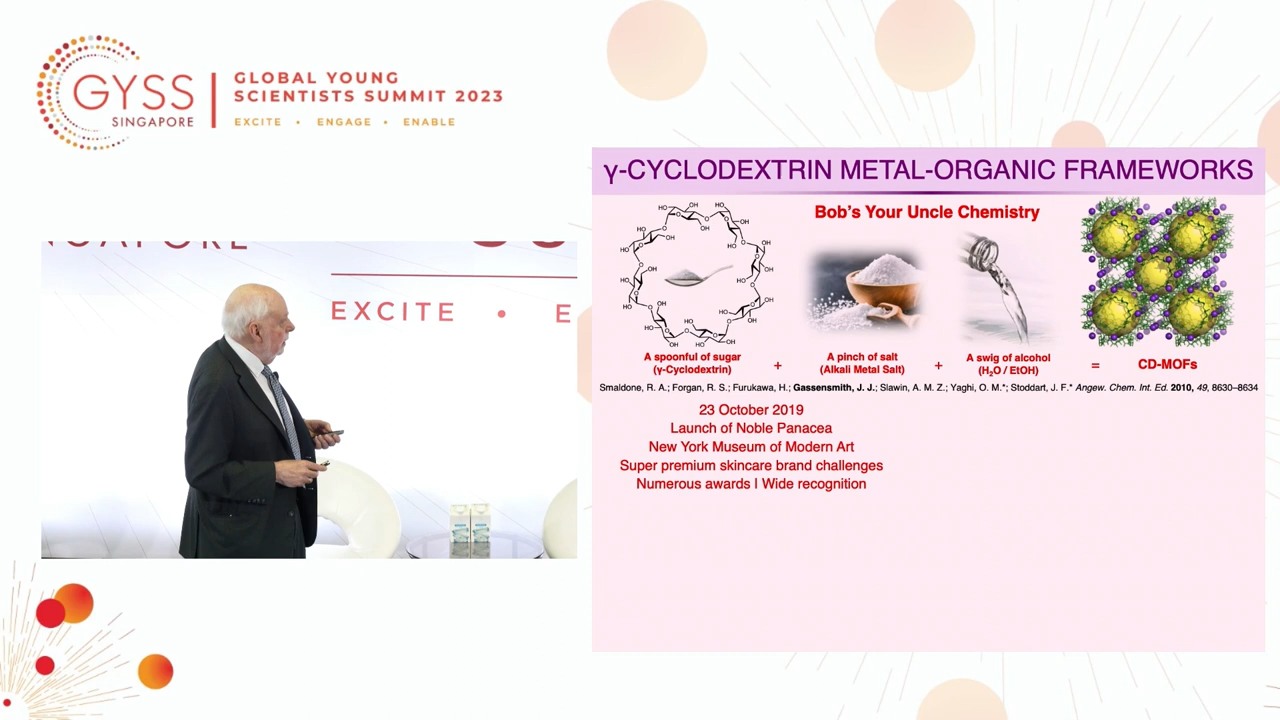 GYSS
SINGAPORE
GLOBAL YOUNG
SCIENTISTS SUMMIT 2023
EXCITE • ENGAGE • ENABLE
EXCITE • E
γ-CYCLODEXTRIN METAL-ORGANIC FRAMEWORKS
Bob's Your Uncle Chemistry
A spoonful of sugar
(γ-Cyclodextrin)
+
A pinch of salt
(Alkali Metal Salt)
+
A swig of alcohol
(H₂O / EtOH)
=
CD-MOFs
Smaldone, R. A.; Forgan, R. S.; Furukawa, H.; Gassensmith, J. J.; Slawin, A. M. Z.; Yaghi, O. M.*; Stoddart, J. F.* Angew. Chem. Int. Ed. 2010, 49, 8630–8634
23 October 2019
Launch of Noble Panacea
New York Museum of Modern Art
Super premium skincare brand challenges
Numerous awards | Wide recognition